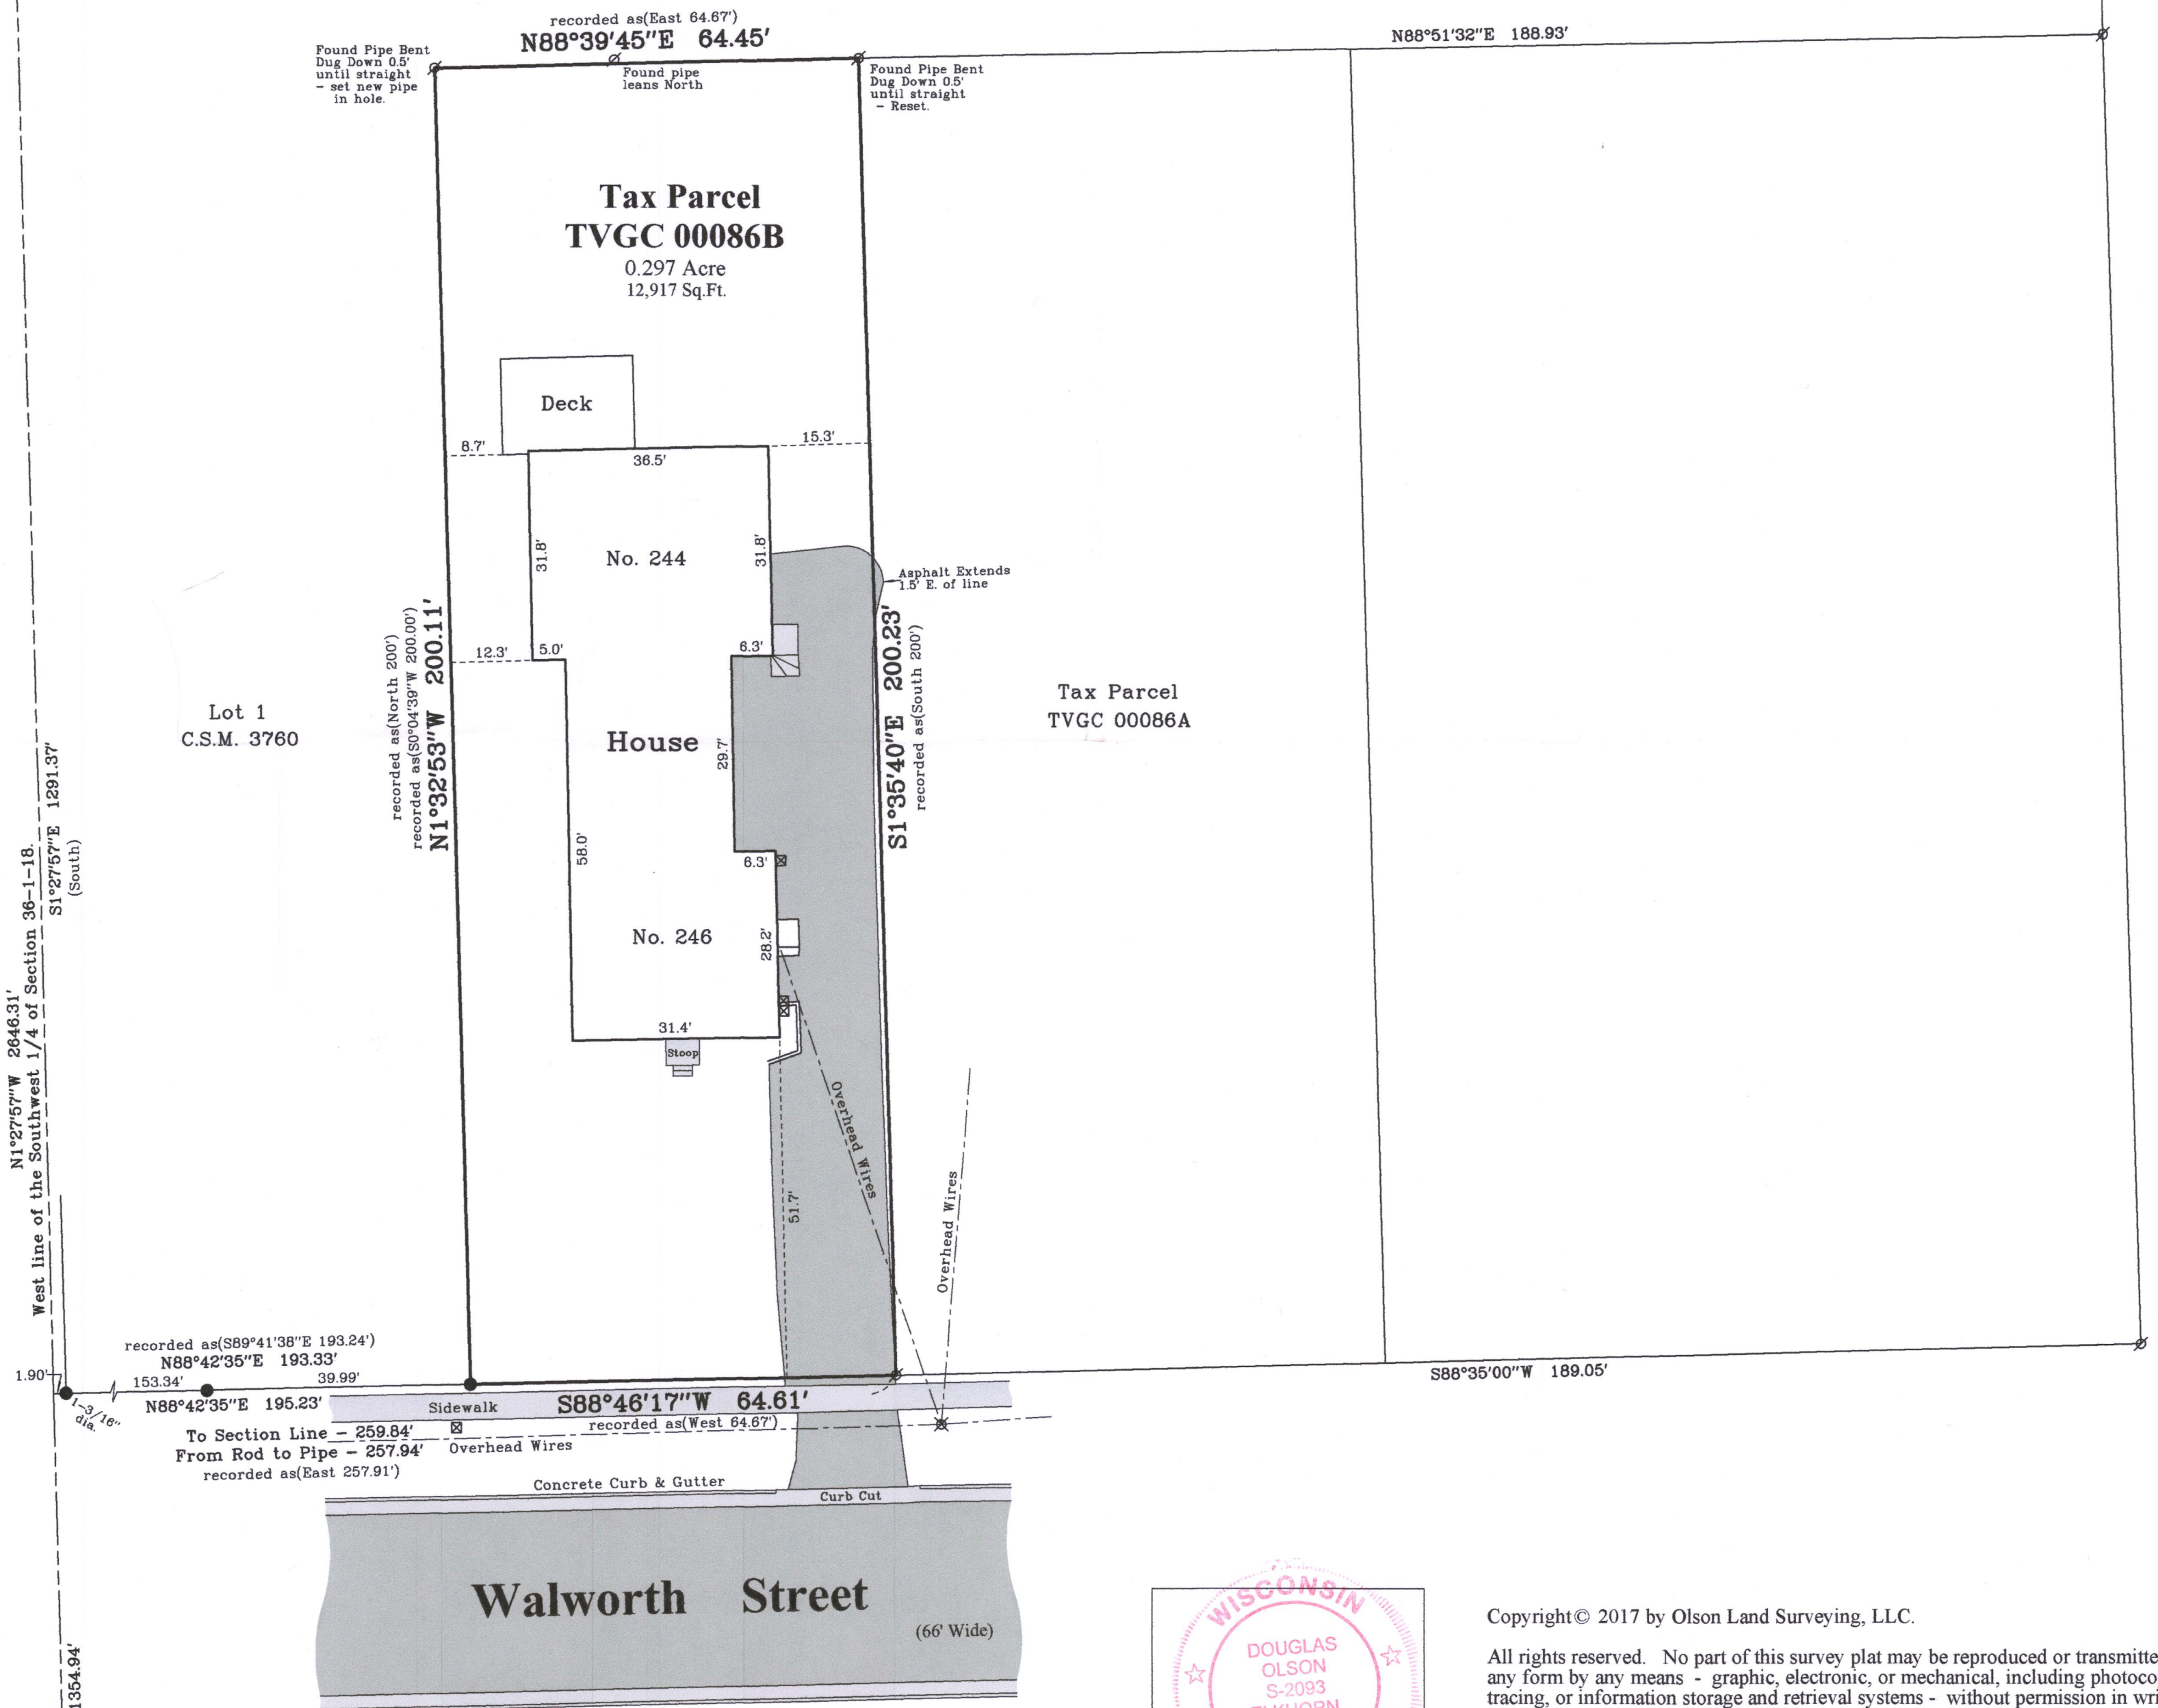 recorded as(East 64.67')
N88°39'45"E 64.45'
N88°51'32"E 188.93'
Found Pipe Bent
Dug Down 0.5'
until straight
- set new pipe
in hole.
Found pipe
leans North
Found Pipe Bent
Dug Down 0.5'
until straight
- Reset.
Tax Parcel
TVGC 00086B
0.297 Acre
12,917 Sq.Ft.
Deck
8.7'
15.3'
36.5'
31.8'
No. 244
31.8'
Asphalt Extends
1.5' E. of line
12.3'
5.0'
6.3'
recorded as(North 200')
recorded as(S0°04'39"W 200.00')
N1°32'53"W 200.11'
S1°35'40"E 200.23'
recorded as(South 200')
Lot 1
C.S.M. 3760
Tax Parcel
TVGC 00086A
House
29.7'
58.0'
6.3'
No. 246
28.2'
31.4'
Stoop
Overhead Wires
51.7'
Overhead Wires
N1°27'57"W 2646.31'
West line of the Southwest 1/4 of Section 36-1-18.
S1°27'57"E 1291.37'
(South)
recorded as(S89°41'38"E 193.24')
N88°42'35"E 193.33'
1.90'
153.34'
39.99'
1-3/16"
dia.
N88°42'35"E 195.23'
Sidewalk
S88°46'17"W 64.61'
recorded as(West 64.67')
S88°35'00"W 189.05'
To Section Line - 259.84'
From Rod to Pipe - 257.94'
Overhead Wires
recorded as(East 257.91')
Concrete Curb & Gutter
Curb Cut
Walworth Street
(66' Wide)
1354.94'
WISCONSIN
DOUGLAS
OLSON
S-2093
ELKHORN
Copyright© 2017 by Olson Land Surveying, LLC.
All rights reserved. No part of this survey plat may be reproduced or transmitte
any form by any means - graphic, electronic, or mechanical, including photoco
tracing, or information storage and retrieval systems - without permission in wri